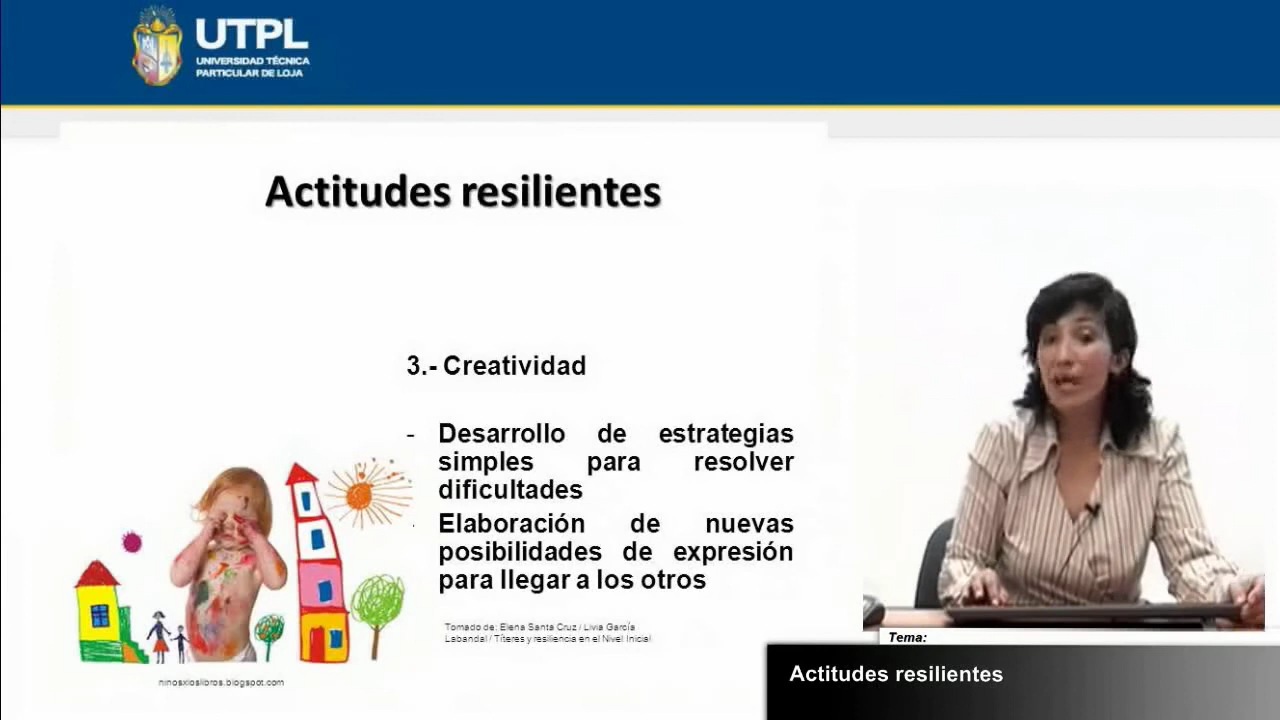 UTPL
UNIVERSIDAD TÉCNICA
PARTICULAR DE LOJA
Actitudes resilientes
3.- Creatividad
- Desarrollo de estrategias
simples para resolver
dificultades
- Elaboración de nuevas
posibilidades de expresión
para llegar a los otros
Tomado de: Elena Santa Cruz / Livia García
Labandal / Títeres y resiliencia en el Nivel Inicial
ninosxloslibros.blogspot.com
Tema:
Actitudes resilientes